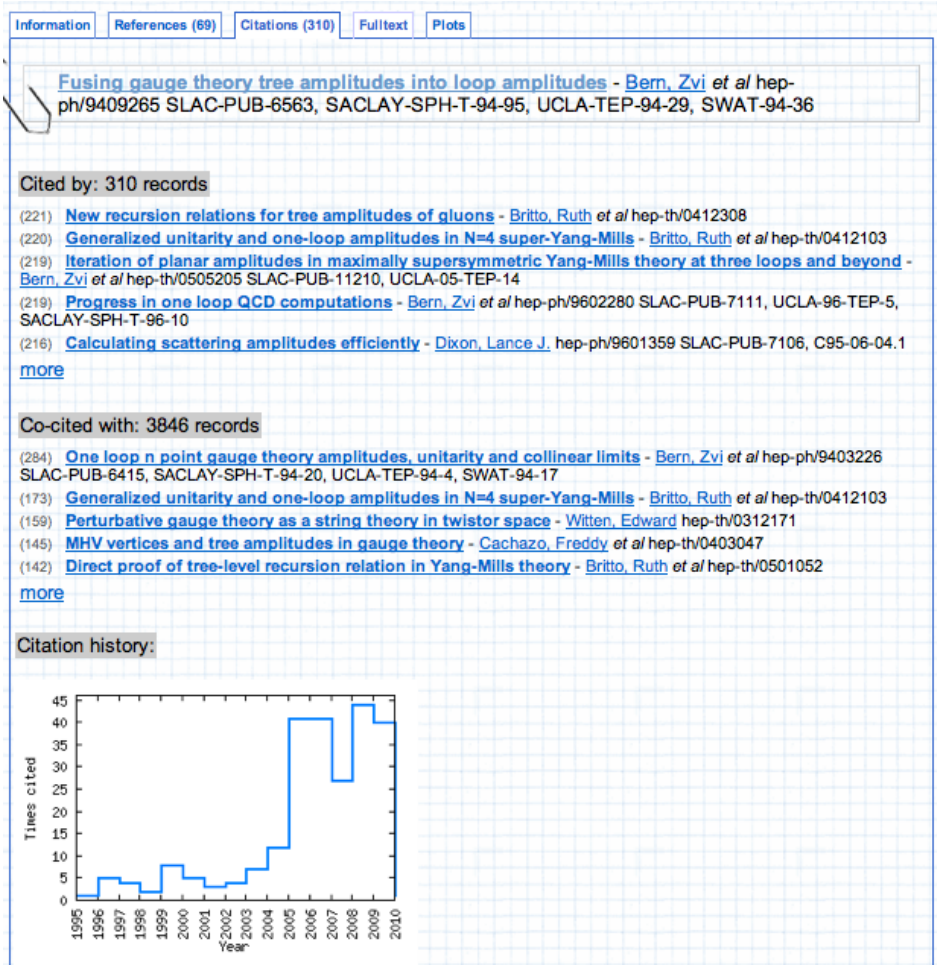 Information References (69) Citations (310) Fulltext Plots
Fusing gauge theory tree amplitudes into loop amplitudes - Bern, Zvi et al hep-
ph/9409265 SLAC-PUB-6563, SACLAY-SPH-T-94-95, UCLA-TEP-94-29, SWAT-94-36
Cited by: 310 records
(221) New recursion relations for tree amplitudes of gluons - Britto, Ruth et al hep-th/0412308
(220) Generalized unitarity and one-loop amplitudes in N=4 super-Yang-Mills - Britto, Ruth et al hep-th/0412103
(219) Iteration of planar amplitudes in maximally supersymmetric Yang-Mills theory at three loops and beyond -
Bern, Zvi et al hep-th/0505205 SLAC-PUB-11210, UCLA-05-TEP-14
(219) Progress in one loop QCD computations - Bern, Zvi et al hep-ph/9602280 SLAC-PUB-7111, UCLA-96-TEP-5,
SACLAY-SPH-T-96-10
(216) Calculating scattering amplitudes efficiently - Dixon, Lance J. hep-ph/9601359 SLAC-PUB-7106, C95-06-04.1
more
Co-cited with: 3846 records
(284) One loop n point gauge theory amplitudes, unitarity and collinear limits - Bern, Zvi et al hep-ph/9403226
SLAC-PUB-6415, SACLAY-SPH-T-94-20, UCLA-TEP-94-4, SWAT-94-17
(173) Generalized unitarity and one-loop amplitudes in N=4 super-Yang-Mills - Britto, Ruth et al hep-th/0412103
(159) Perturbative gauge theory as a string theory in twistor space - Witten, Edward hep-th/0312171
(145) MHV vertices and tree amplitudes in gauge theory - Cachazo, Freddy et al hep-th/0403047
(142) Direct proof of tree-level recursion relation in Yang-Mills theory - Britto, Ruth et al hep-th/0501052
more
Citation history:
45
40
35
30
25
20
15
10
5
0
Times cited
1995 1996 1997 1998 1999 2000 2001 2002 2003 2004 2005 2006 2007 2008 2009 2010
Year